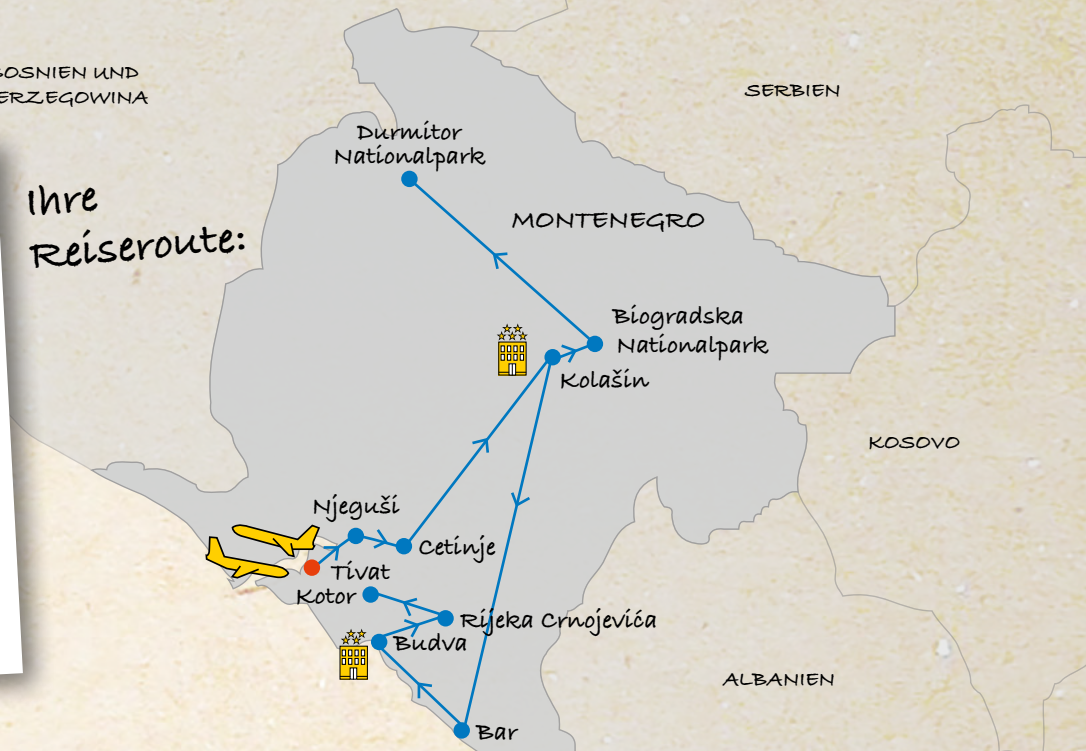 OSNIEN UND
ERZEGOWINA
SERBIEN
Durmitor
Nationalpark
Ihre
Reiseroute:
MONTENEGRO
Biogradska
Nationalpark
Kolašin
KOSOVO
Njeguši
Cetinje
Tivat
Kotor
Rijeka Crnojevića
Budva
ALBANIEN
Bar